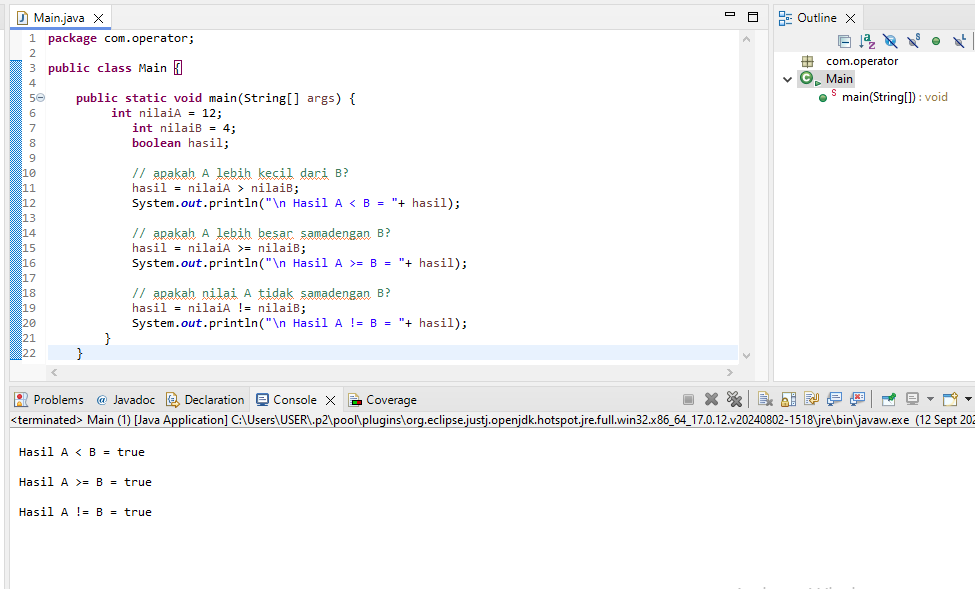 Main.java
Outline
1 package com.operator;
2
3 public class Main {
4
5 public static void main(String[] args) {
6 int nilaiA = 12;
7 int nilaiB = 4;
8 boolean hasil;
9
10 // apakah A lebih kecil dari B?
11 hasil = nilaiA > nilaiB;
12 System.out.println("\n Hasil A < B = "+ hasil);
13
14 // apakah A lebih besar samadengan B?
15 hasil = nilaiA >= nilaiB;
16 System.out.println("\n Hasil A >= B = "+ hasil);
17
18 // apakah nilai A tidak samadengan B?
19 hasil = nilaiA != nilaiB;
20 System.out.println("\n Hasil A != B = "+ hasil);
21 }
22 }
com.operator
Main
main(String[]) : void
Problems @ Javadoc Declaration Console Coverage
<terminated> Main (1) [Java Application] C:\Users\USER\.p2\pool\plugins\org.eclipse.justj.openjdk.hotspot.jre.full.win32.x86_64_17.0.12.v20240802-1518\jre\bin\javaw.exe (12 Sept 202
Hasil A < B = true
Hasil A >= B = true
Hasil A != B = true